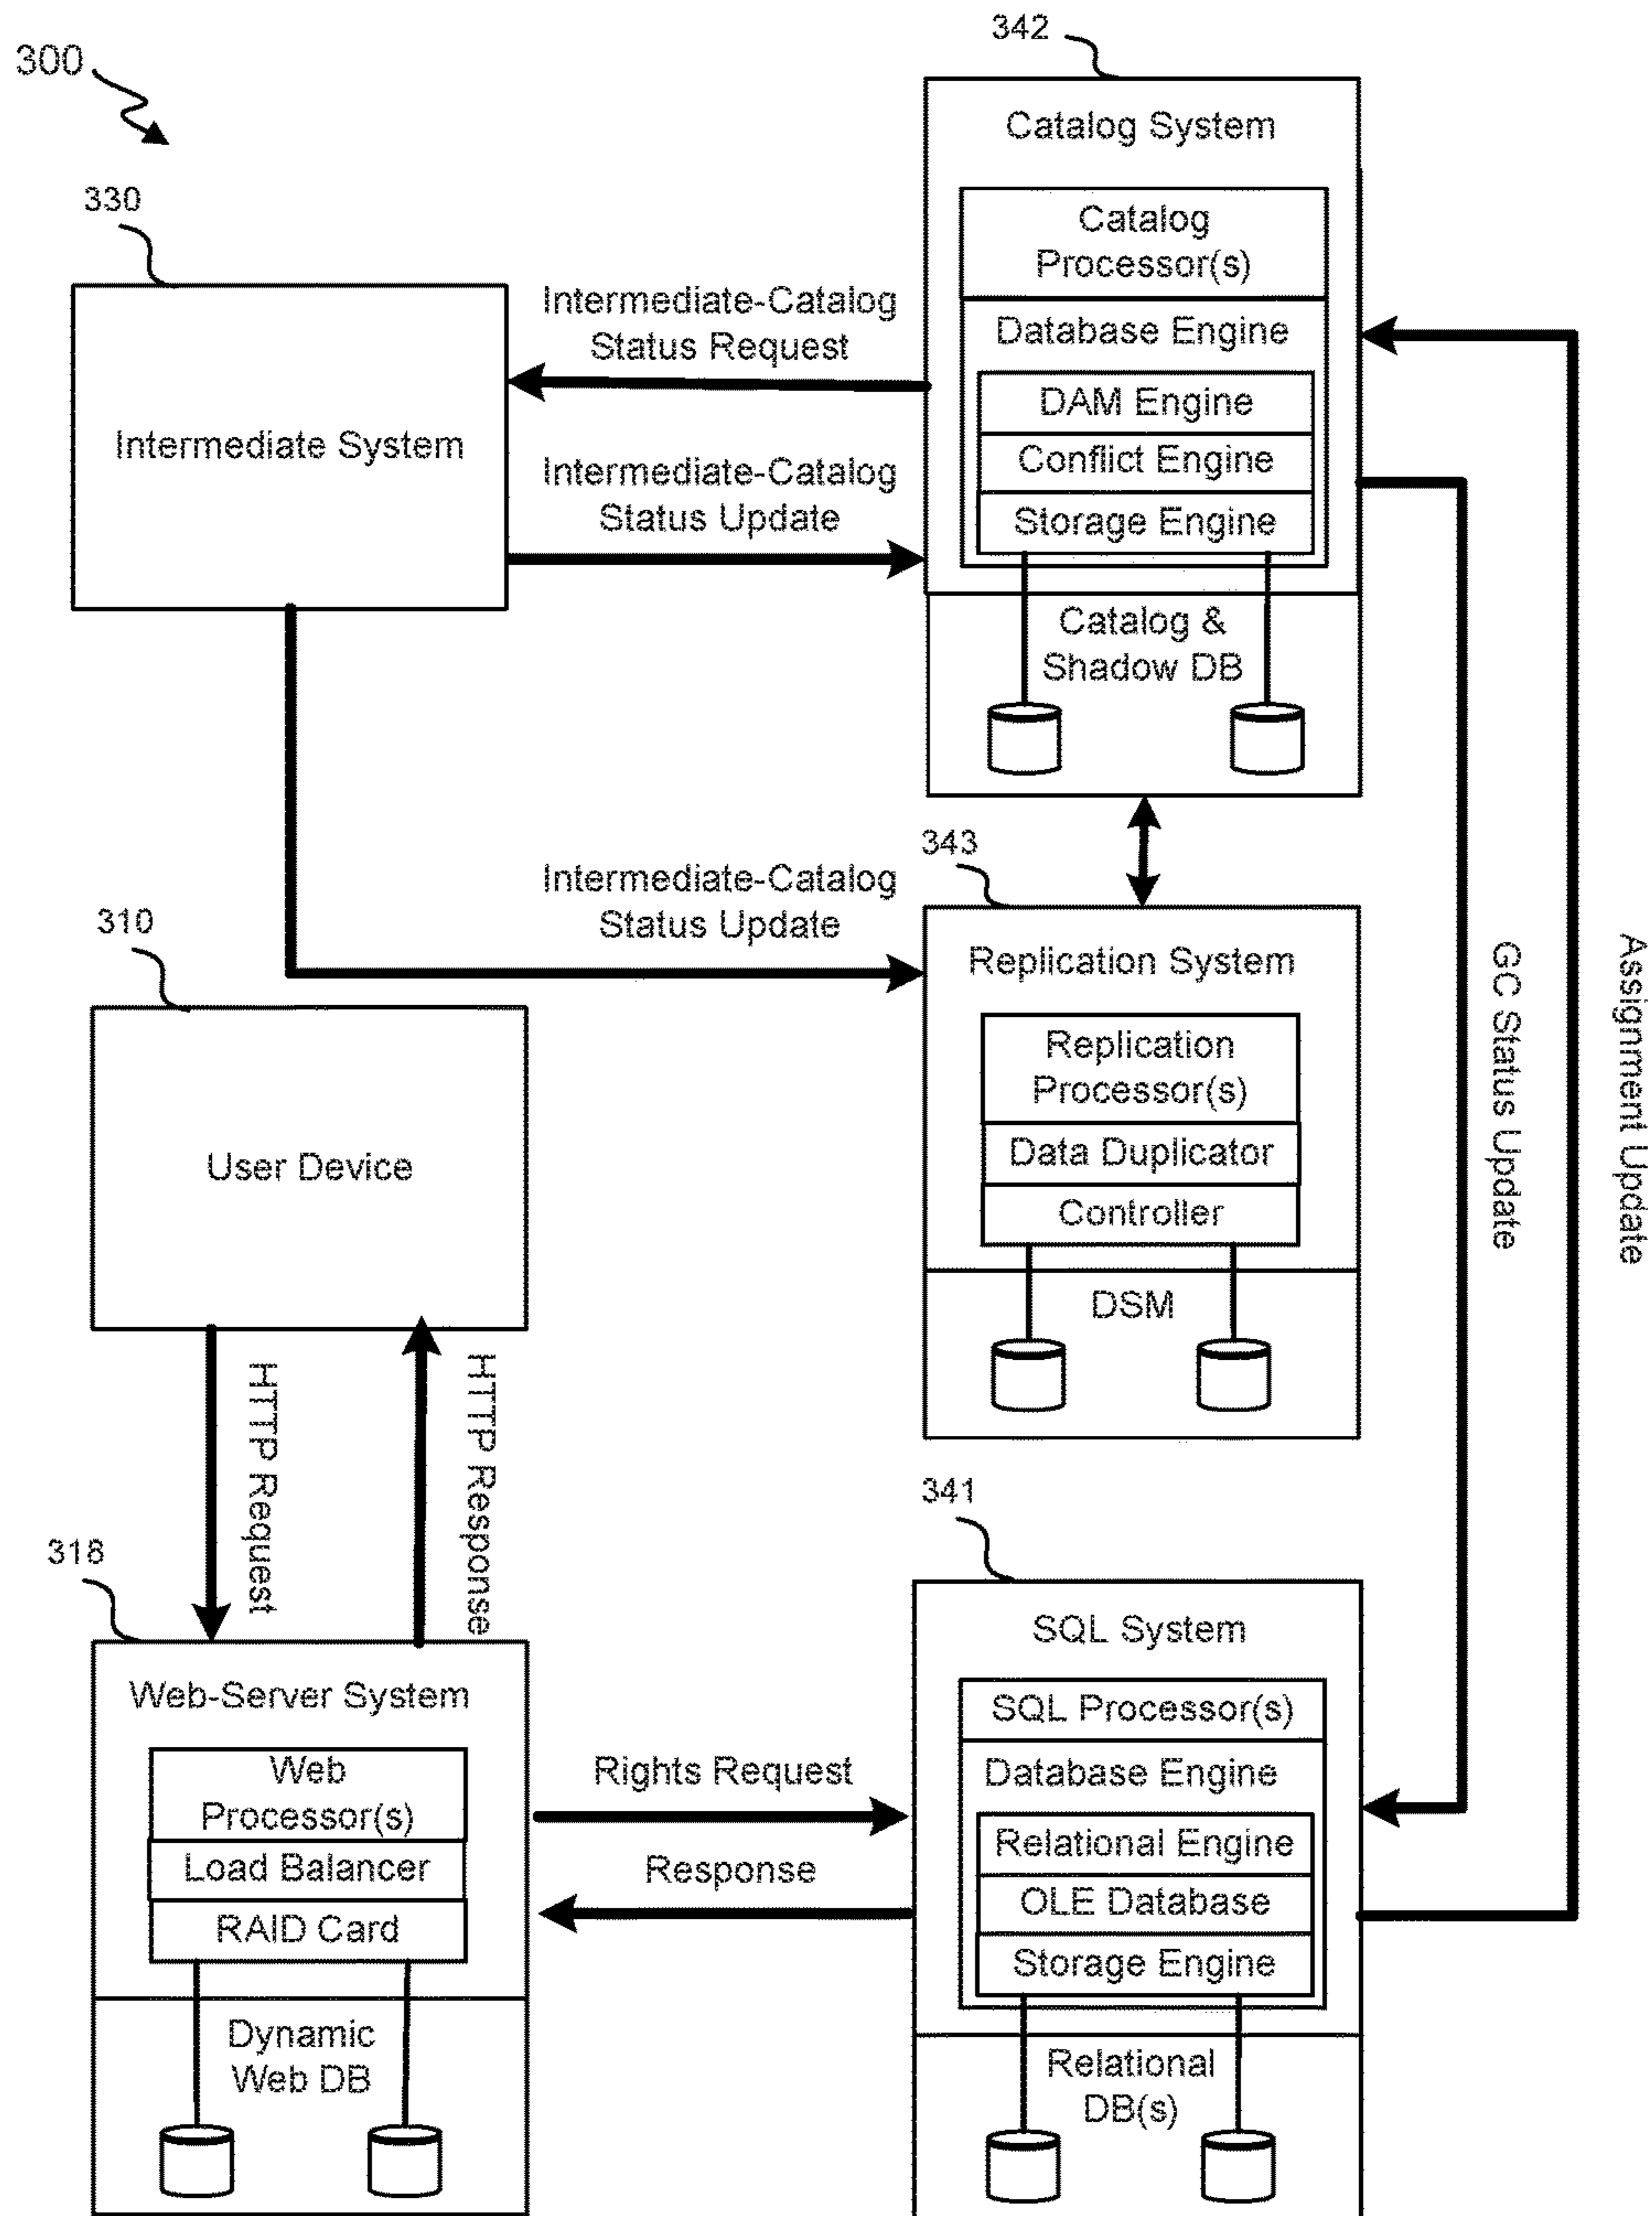 300
342
Catalog System
Catalog
Processor(s)
Database Engine
DAM Engine
Conflict Engine
Storage Engine
Catalog &
Shadow DB
330
Intermediate System
Intermediate-Catalog
Status Request
Intermediate-Catalog
Status Update
343
Intermediate-Catalog
Status Update
Replication System
Replication
Processor(s)
Data Duplicator
Controller
DSM
GC Status Update
Assignment Update
310
User Device
HTTP Request
HTTP Response
318
Web-Server System
Web
Processor(s)
Load Balancer
RAID Card
Dynamic
Web DB
Rights Request
Response
341
SQL System
SQL Processor(s)
Database Engine
Relational Engine
OLE Database
Storage Engine
Relational
DB(s)